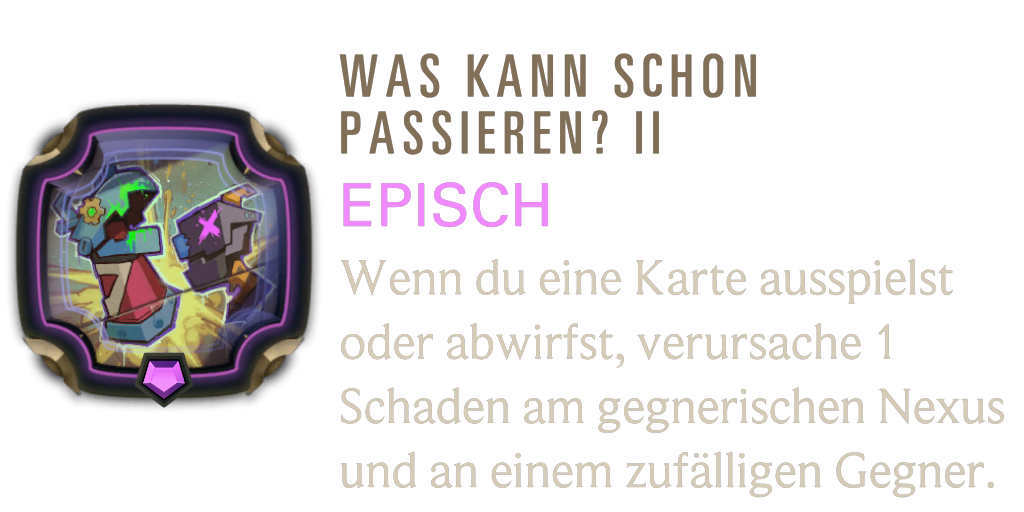 WAS KANN SCHON
PASSIEREN? II
EPISCH
Wenn du eine Karte ausspielst
oder abwirfst, verursache 1
Schaden am gegnerischen Nexus
und an einem zufälligen Gegner.